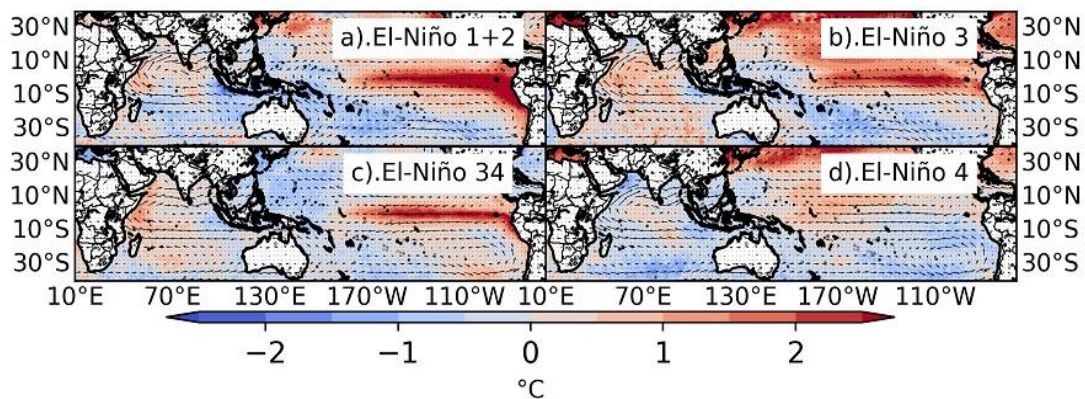 a).El-Niño 1+2
b).El-Niño 3
30°N
10°N
10°S
30°S
30°N
10°N
10°S
30°S
c).El-Niño 34
d).El-Niño 4
30°N
10°N
10°S
30°S
30°N
10°N
10°S
30°S
10°E 70°E 130°E 170°W 110°W 10°E 70°E 130°E 170°W 110°W
−2 −1 0 1 2
°C